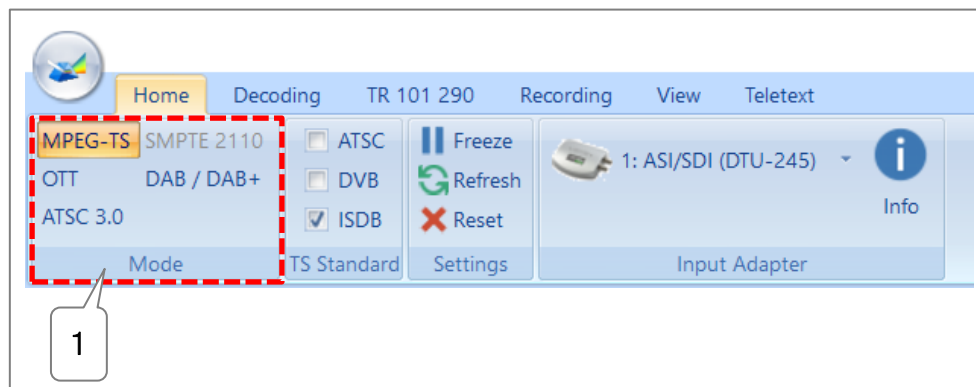 Home Decoding TR 101 290 Recording View Teletext
MPEG-TS SMPTE 2110
OTT DAB / DAB+
ATSC 3.0
Mode
ATSC
DVB
ISDB
TS Standard
Freeze
Refresh
Reset
Settings
1: ASI/SDI (DTU-245)
i
Info
Input Adapter
1